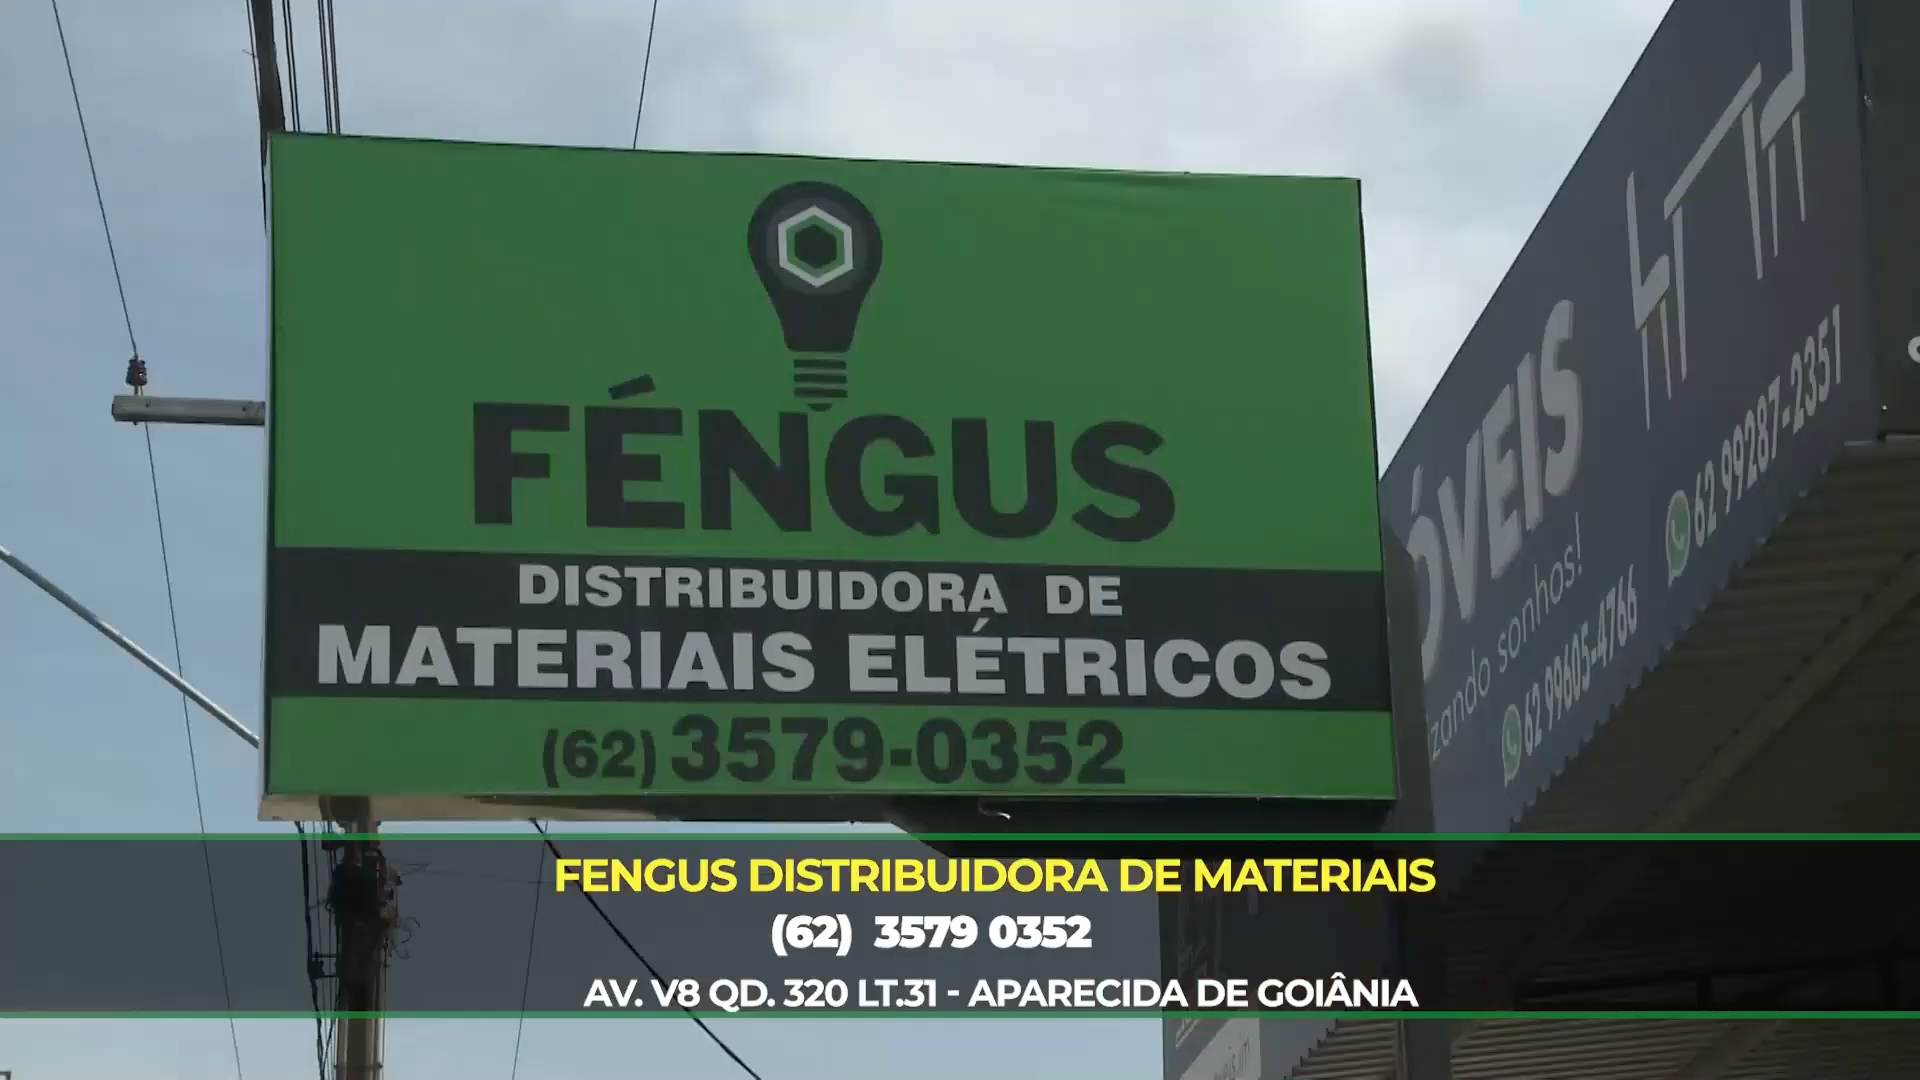 FÉNGUS
DISTRIBUIDORA DE
MATERIAIS ELÉTRICOS
(62) 3579-0352
ÓVEIS
zando sonhos!
62 99605-4766
62 99287-2351
FENGUS DISTRIBUIDORA DE MATERIAIS
(62) 3579 0352
AV. V8 QD. 320 LT.31 - APARECIDA DE GOIÂNIA